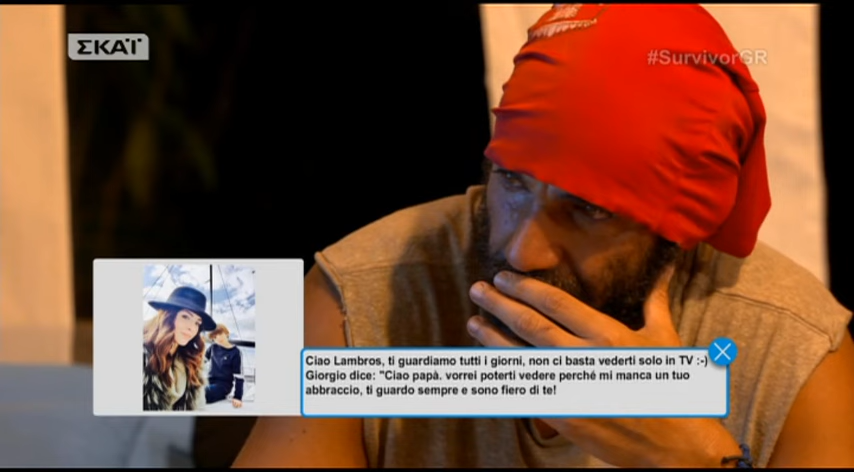 ΣΚΑΪ
#SurvivorGR
Ciao Lambros, ti guardiamo tutti i giorni, non ci basta vederti solo in TV :-)
Giorgio dice: "Ciao papà. vorrei poterti vedere perché mi manca un tuo
abbraccio, ti guardo sempre e sono fiero di te!